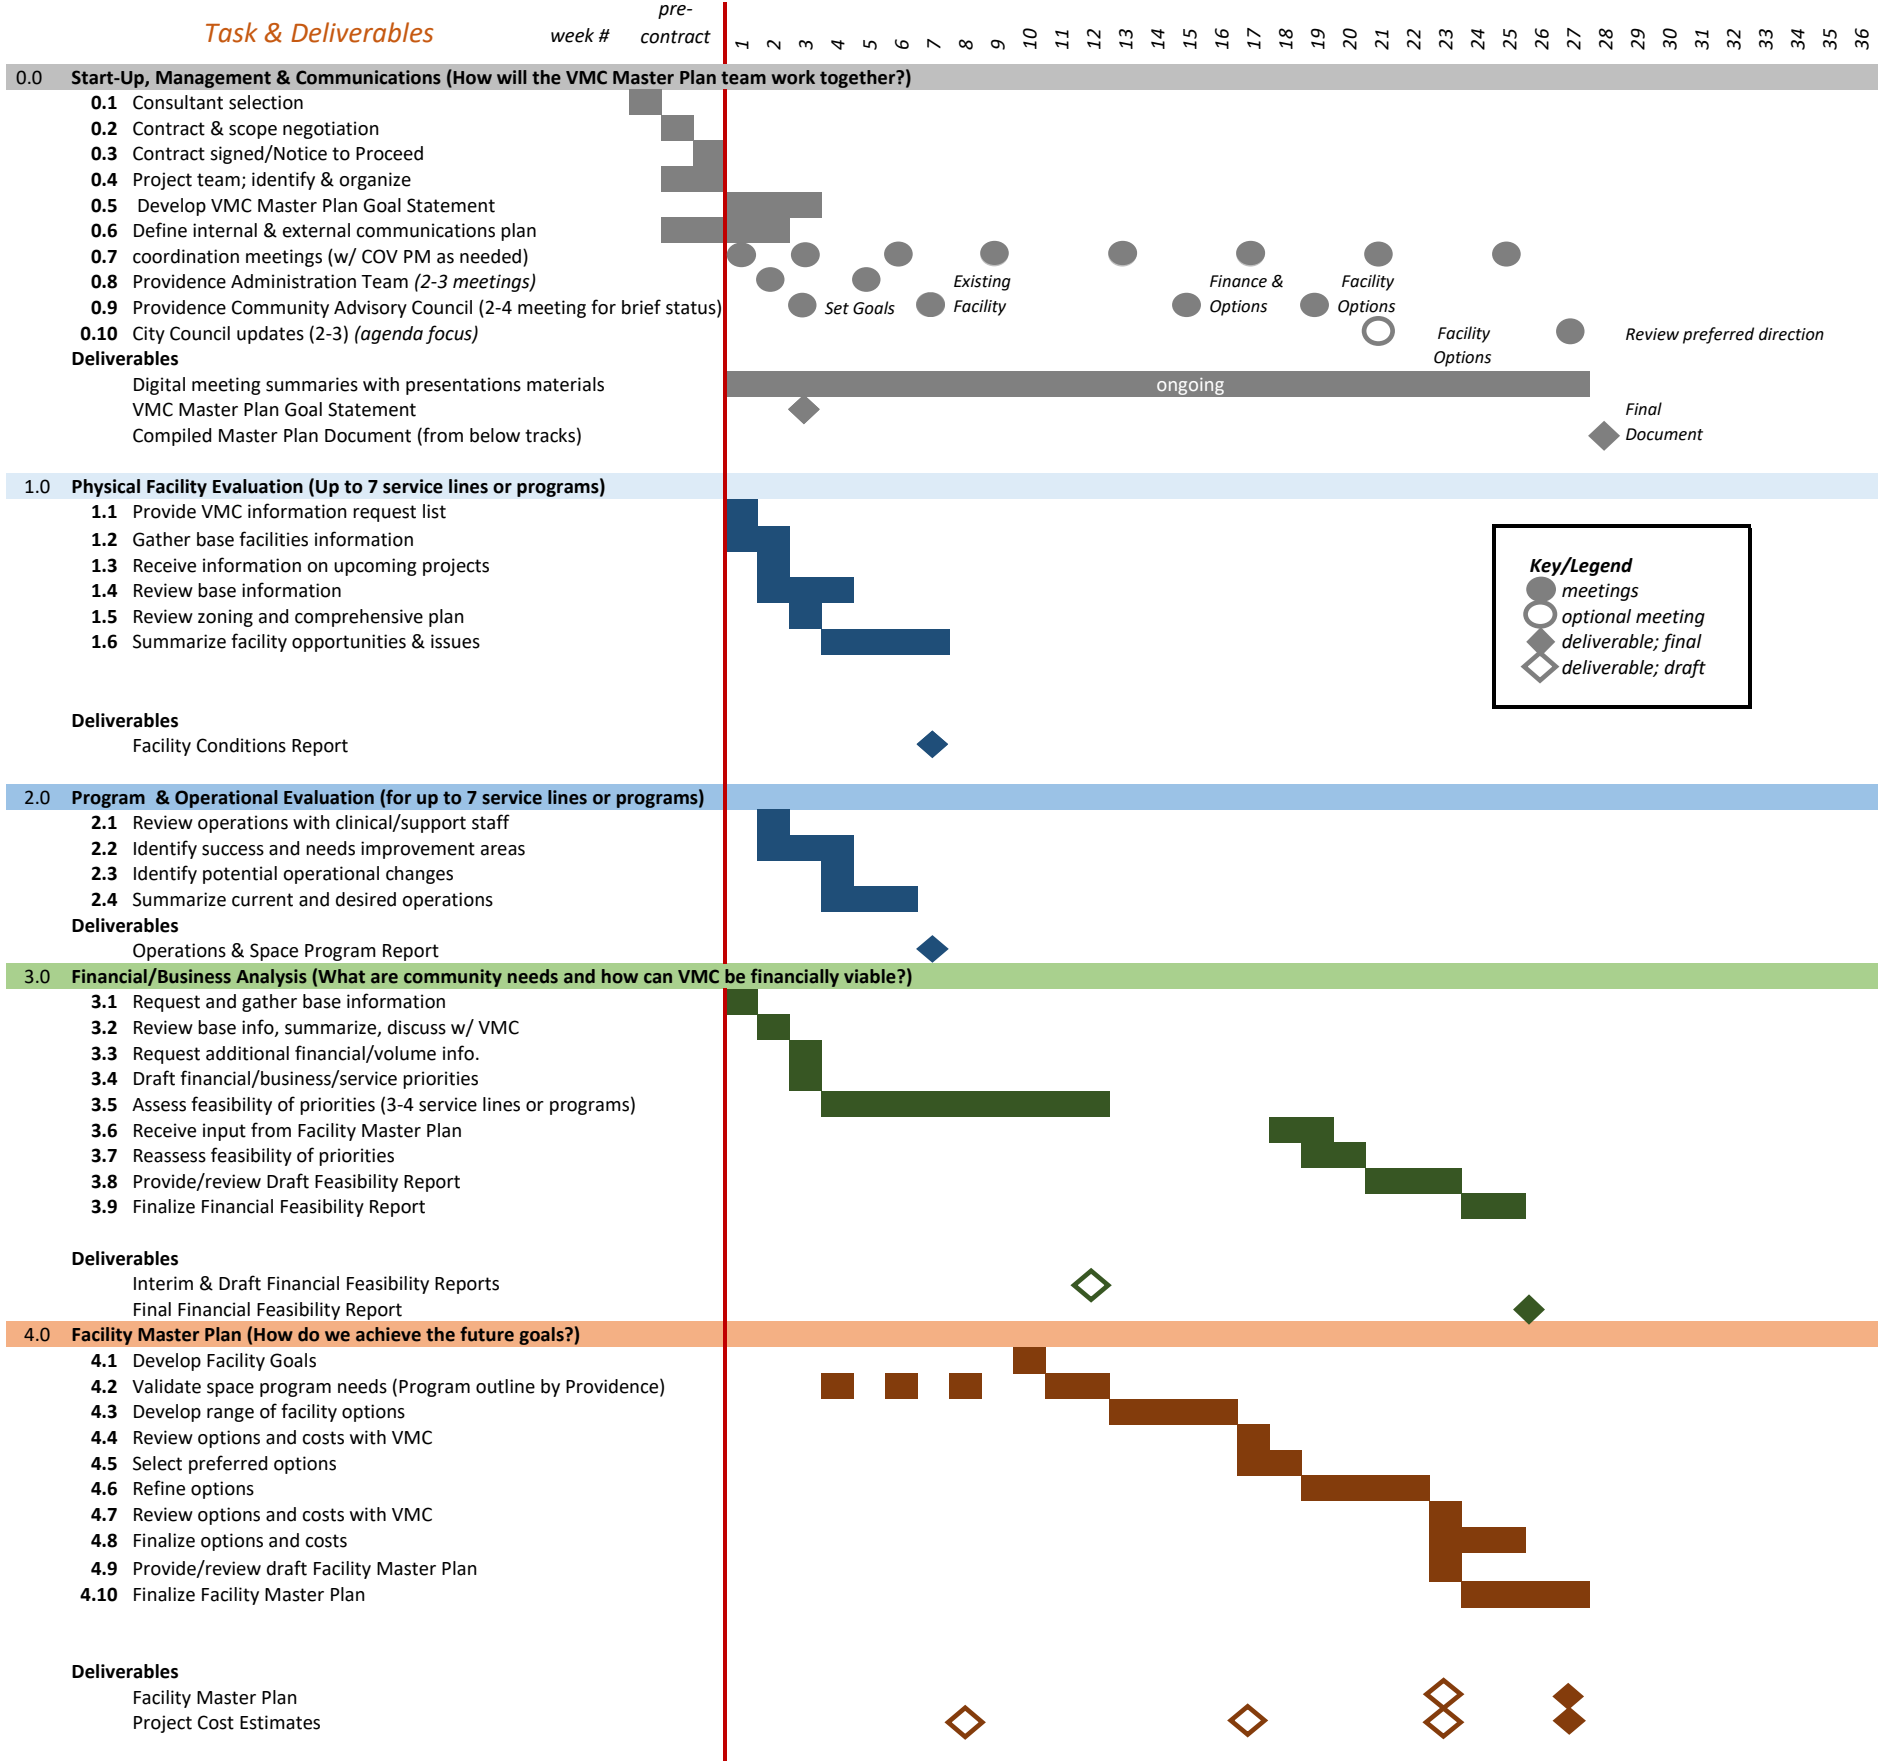 pre-
Task & Deliverables week # contract 1 2 3 4 5 6 7 8 9 10 11 12 13 14 15 16 17 18 19 20 21 22 23 24 25 26 27 28 29 30 31 32 33 34 35 36
0.0 Start-Up, Management & Communications (How will the VMC Master Plan team work together?)
0.1 Consultant selection
0.2 Contract & scope negotiation
0.3 Contract signed/Notice to Proceed
0.4 Project team; identify & organize
0.5 Develop VMC Master Plan Goal Statement
0.6 Define internal & external communications plan
0.7 coordination meetings (w/ COV PM as needed)
0.8 Providence Administration Team (2-3 meetings) Existing Finance & Facility
0.9 Providence Community Advisory Council (2-4 meeting for brief status) Set Goals Facility Options Options
0.10 City Council updates (2-3) (agenda focus) Facility Review preferred direction
Deliverables Options
Digital meeting summaries with presentations materials ongoing
VMC Master Plan Goal Statement Final
Compiled Master Plan Document (from below tracks) Document
1.0 Physical Facility Evaluation (Up to 7 service lines or programs)
1.1 Provide VMC information request list
1.2 Gather base facilities information
1.3 Receive information on upcoming projects
1.4 Review base information
1.5 Review zoning and comprehensive plan
1.6 Summarize facility opportunities & issues
Key/Legend
meetings
optional meeting
deliverable; final
deliverable; draft
Deliverables
Facility Conditions Report
2.0 Program & Operational Evaluation (for up to 7 service lines or programs)
2.1 Review operations with clinical/support staff
2.2 Identify success and needs improvement areas
2.3 Identify potential operational changes
2.4 Summarize current and desired operations
Deliverables
Operations & Space Program Report
3.0 Financial/Business Analysis (What are community needs and how can VMC be financially viable?)
3.1 Request and gather base information
3.2 Review base info, summarize, discuss w/ VMC
3.3 Request additional financial/volume info.
3.4 Draft financial/business/service priorities
3.5 Assess feasibility of priorities (3-4 service lines or programs)
3.6 Receive input from Facility Master Plan
3.7 Reassess feasibility of priorities
3.8 Provide/review Draft Feasibility Report
3.9 Finalize Financial Feasibility Report
Deliverables
Interim & Draft Financial Feasibility Reports
Final Financial Feasibility Report
4.0 Facility Master Plan (How do we achieve the future goals?)
4.1 Develop Facility Goals
4.2 Validate space program needs (Program outline by Providence)
4.3 Develop range of facility options
4.4 Review options and costs with VMC
4.5 Select preferred options
4.6 Refine options
4.7 Review options and costs with VMC
4.8 Finalize options and costs
4.9 Provide/review draft Facility Master Plan
4.10 Finalize Facility Master Plan
Deliverables
Facility Master Plan
Project Cost Estimates